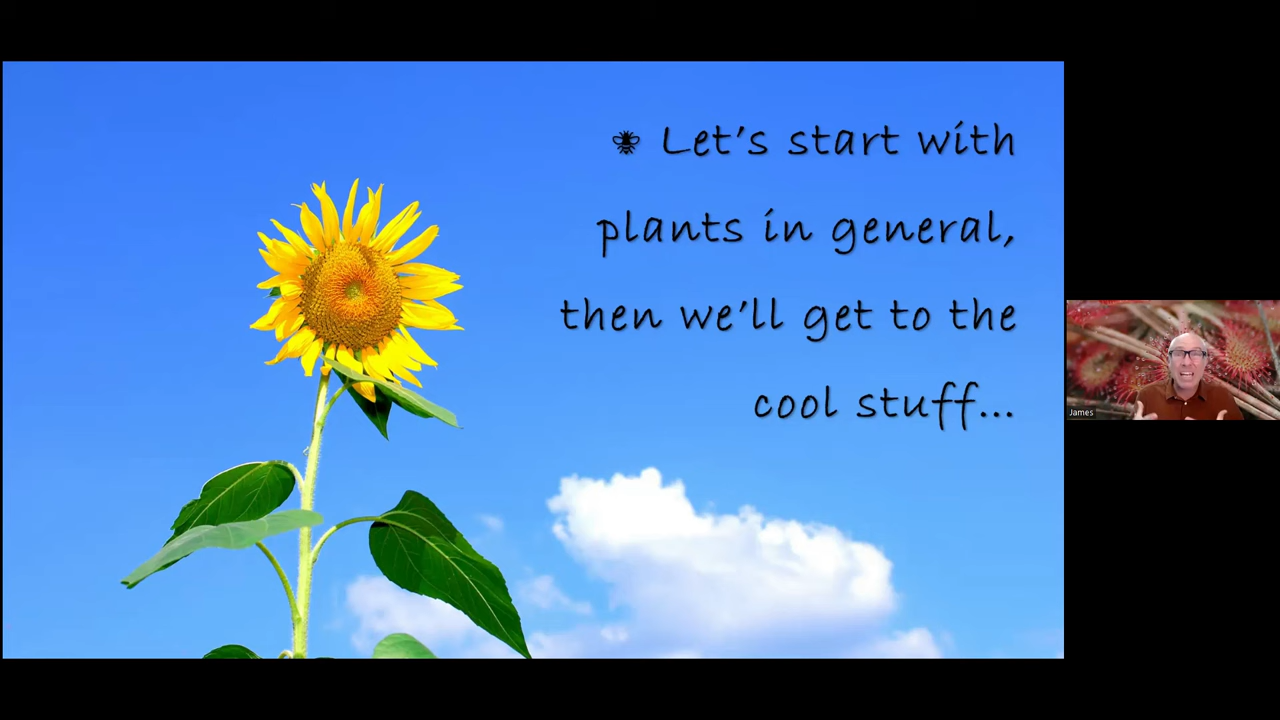 Let's start with
plants in general,
then we'll get to the
cool stuff...
James